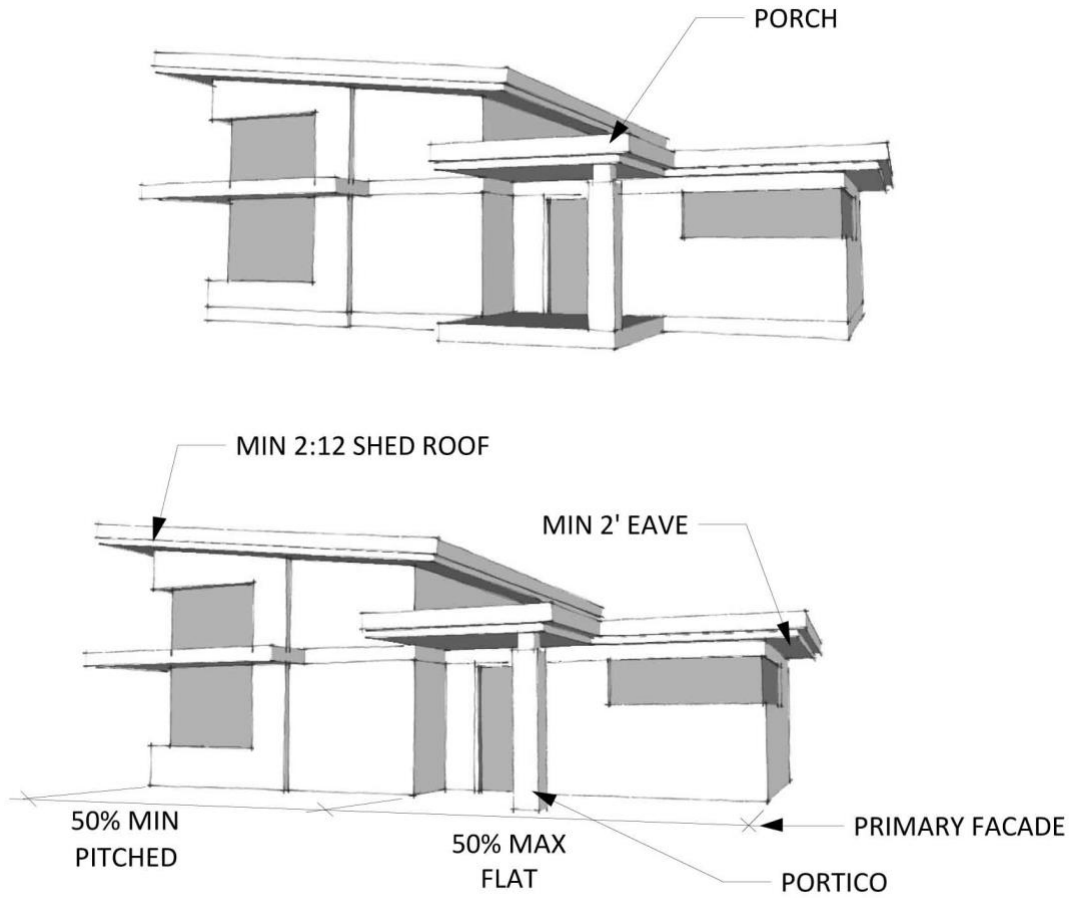 PORCH
MIN 2:12 SHED ROOF
MIN 2' EAVE
50% MIN
PITCHED
50% MAX
FLAT
PRIMARY FACADE
PORTICO